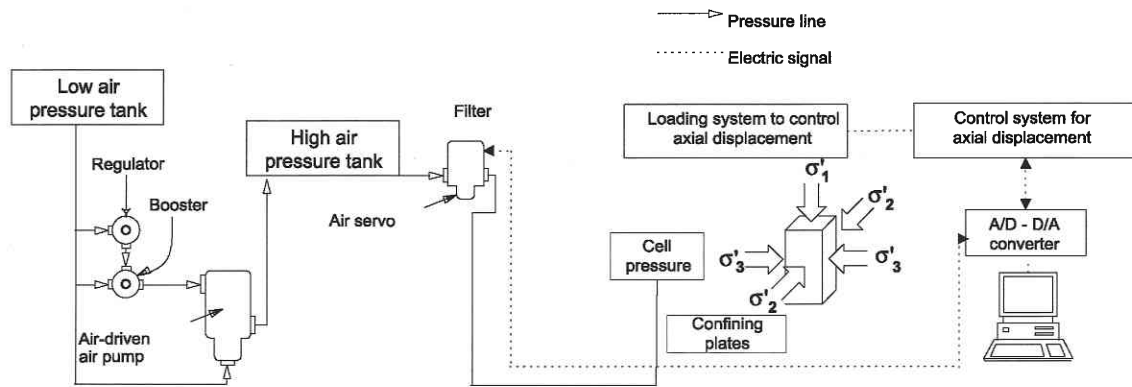 Pressure line
Electric signal
Low air
pressure tank
Regulator
Booster
Air-driven
air pump
High air
pressure tank
Filter
Air servo
Cell
pressure
Loading system to control
axial displacement
Control system for
axial displacement
σ'1
σ'2
σ'3
σ'3
σ'2
Confining
plates
A/D - D/A
converter